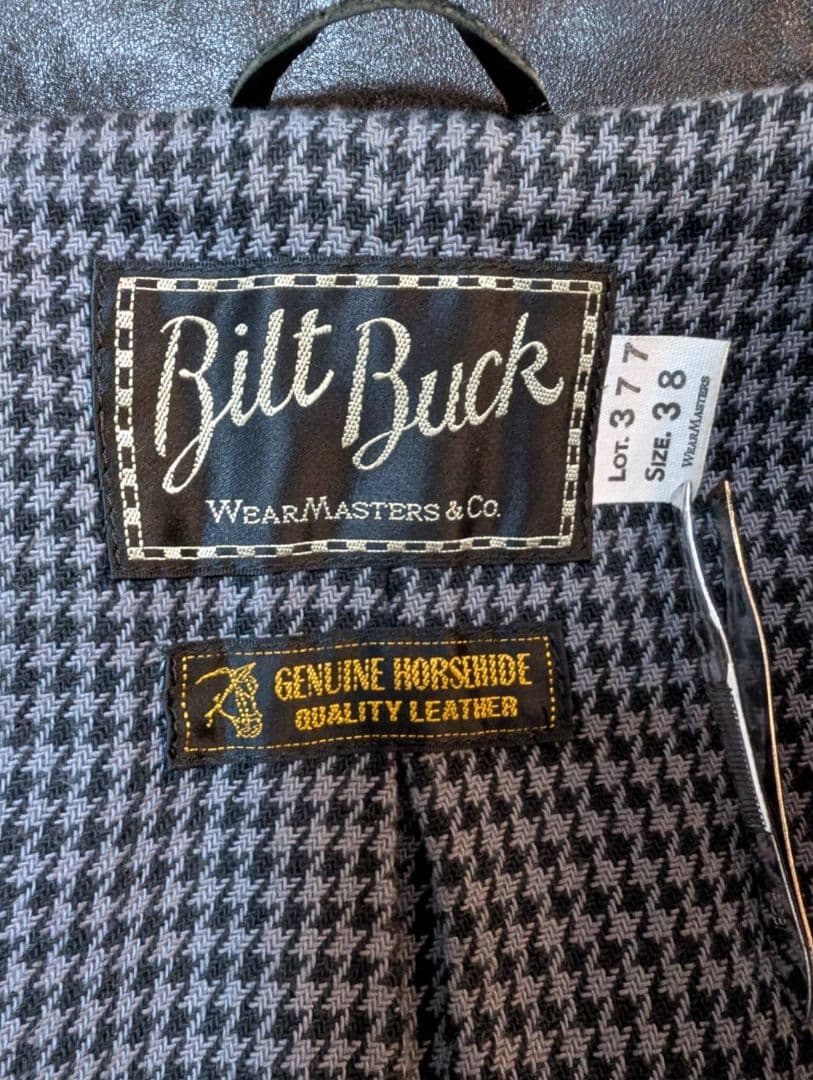 Bilt Buck
WEARMASTERS & CO.
LOT. 377
SIZE. 38
WEARMASTERS
GENUINE HORSEHIDE
QUALITY LEATHER